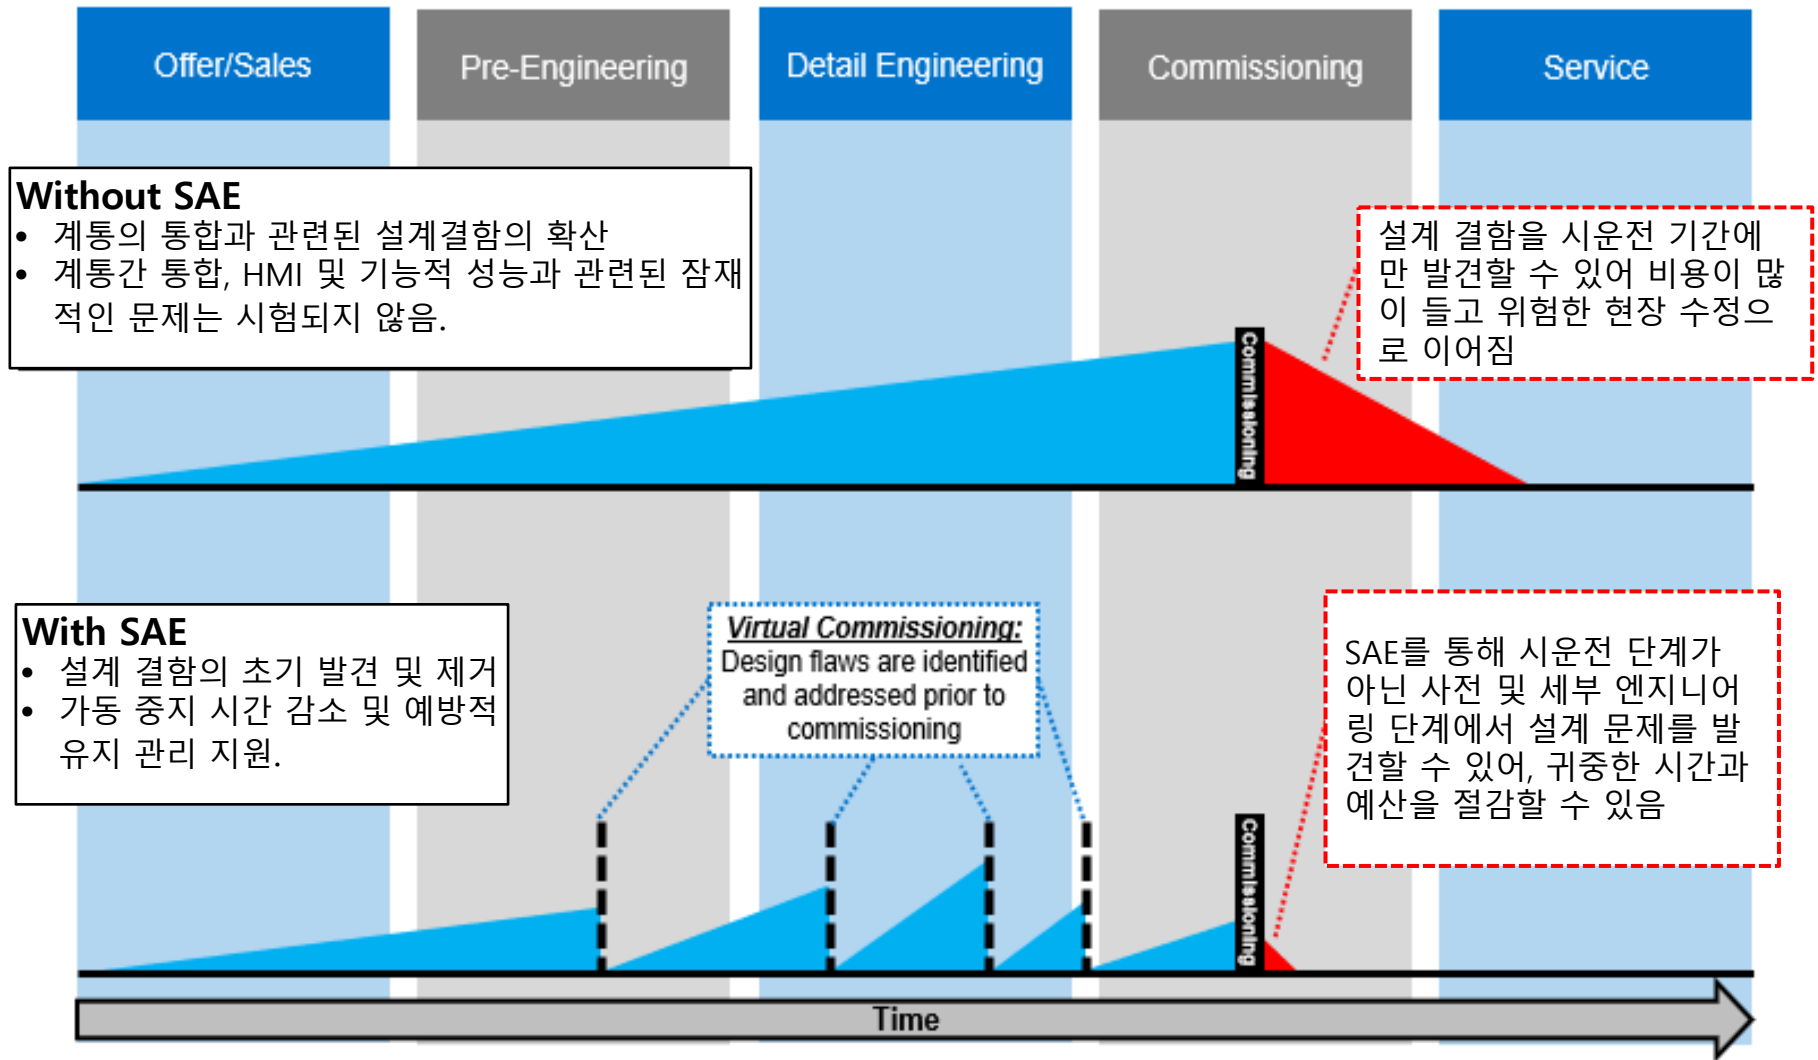 Offer/Sales
Pre-Engineering
Detail Engineering
Commissioning
Service
Without SAE
• 계통의 통합과 관련된 설계결함의 확산
• 계통간 통합, HMI 및 기능적 성능과 관련된 잠재
적인 문제는 시험되지 않음.
설계 결함을 시운전 기간에
만 발견할 수 있어 비용이 많
이 들고 위험한 현장 수정으
로 이어짐
Commissioning
With SAE
• 설계 결함의 초기 발견 및 제거
• 가동 중지 시간 감소 및 예방적
유지 관리 지원.
Virtual Commissioning:
Design flaws are identified
and addressed prior to
commissioning
SAE를 통해 시운전 단계가
아닌 사전 및 세부 엔지니어
링 단계에서 설계 문제를 발
견할 수 있어, 귀중한 시간과
예산을 절감할 수 있음
Commissioning
Time